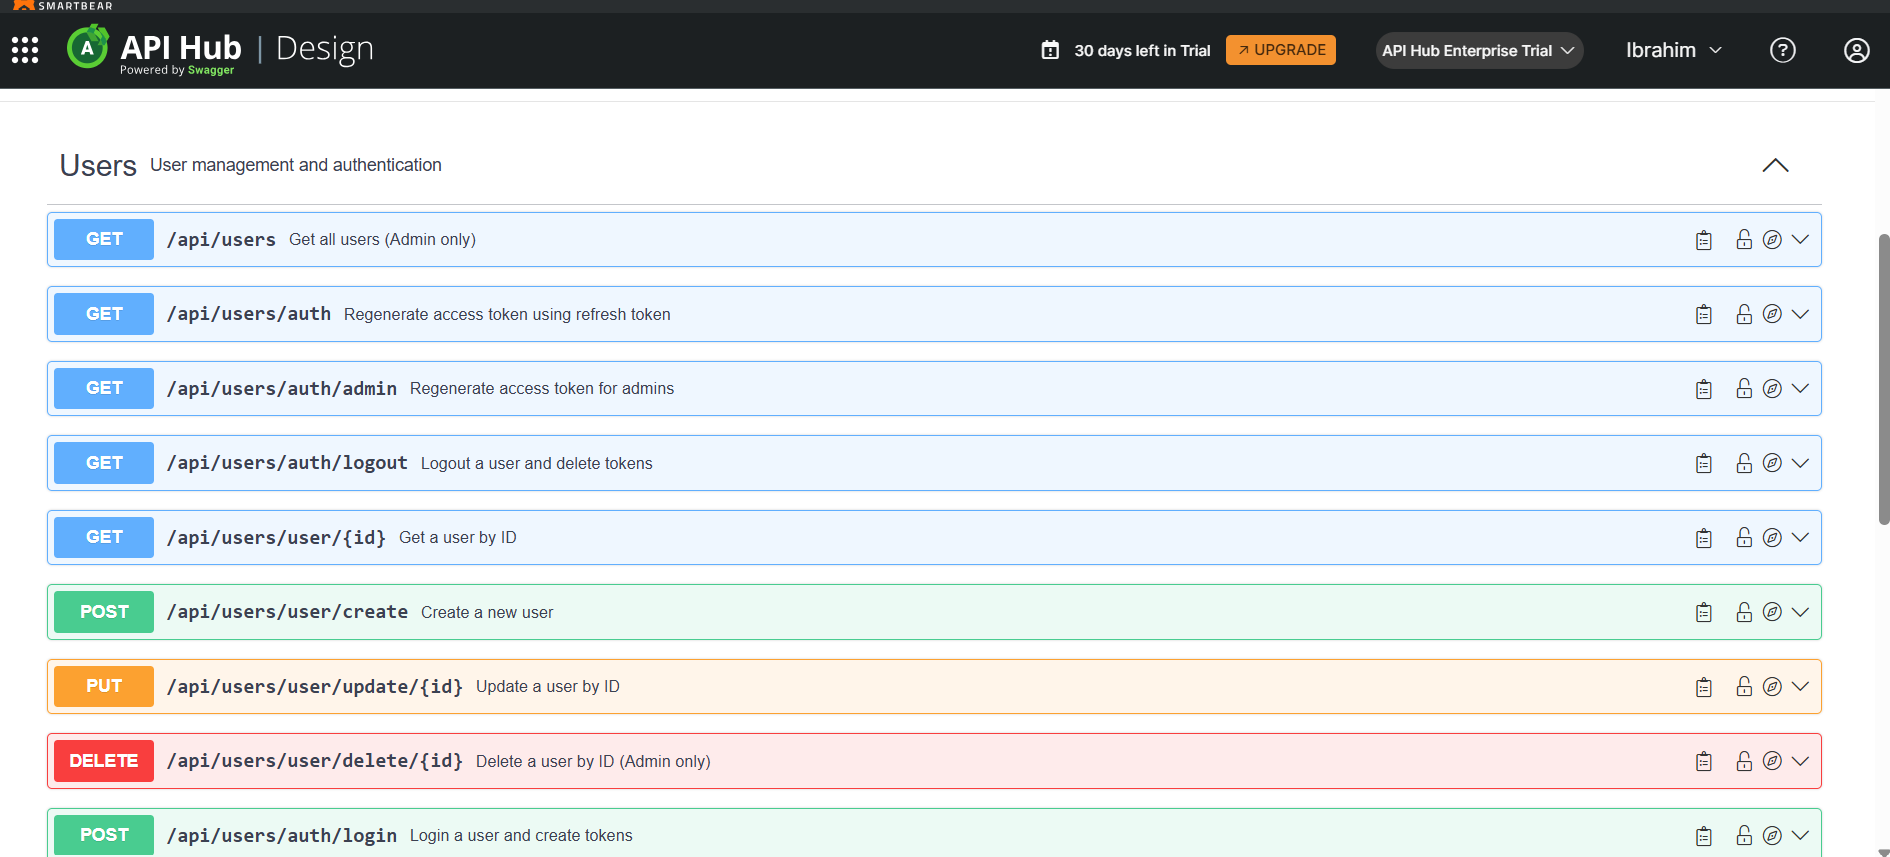 SMARTBEAR
API Hub | Design
Powered by Swagger
30 days left in Trial
UPGRADE
API Hub Enterprise Trial
Ibrahim
?
Users User management and authentication
GET /api/users Get all users (Admin only)
GET /api/users/auth Regenerate access token using refresh token
GET /api/users/auth/admin Regenerate access token for admins
GET /api/users/auth/logout Logout a user and delete tokens
GET /api/users/user/{id} Get a user by ID
POST /api/users/user/create Create a new user
PUT /api/users/user/update/{id} Update a user by ID
DELETE /api/users/user/delete/{id} Delete a user by ID (Admin only)
POST /api/users/auth/login Login a user and create tokens